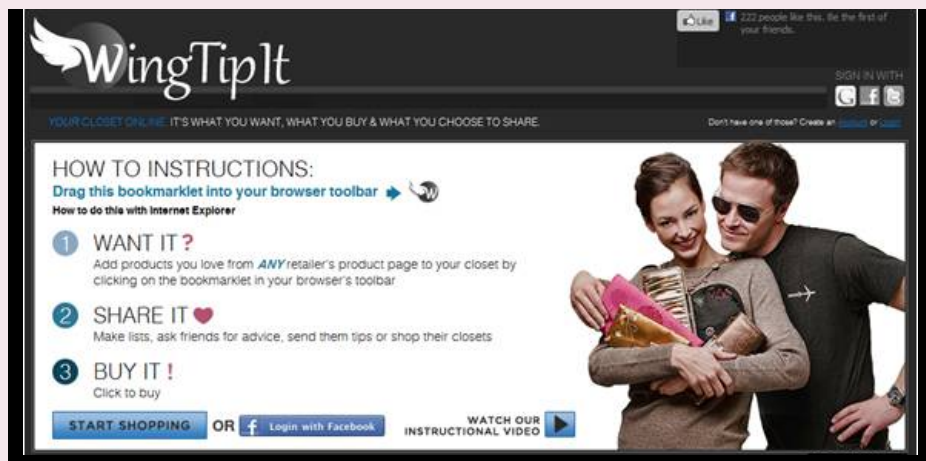 WingTipIt
Like
222 people like this. Be the first of
your friends.
SIGN IN WITH
YOUR CLOSET ONLINE. IT'S WHAT YOU WANT, WHAT YOU BUY & WHAT YOU CHOOSE TO SHARE.
Don't have one of those? Create an Account or Login
HOW TO INSTRUCTIONS:
Drag this bookmarklet into your browser toolbar
W
How to do this with Internet Explorer
1 WANT IT?
Add products you love from ANY retailer's product page to your closet by
clicking on the bookmarklet in your browser's toolbar
2 SHARE IT
Make lists, ask friends for advice, send them tips or shop their closets
3 BUY IT!
Click to buy
START SHOPPING OR f Login with Facebook
WATCH OUR
INSTRUCTIONAL VIDEO